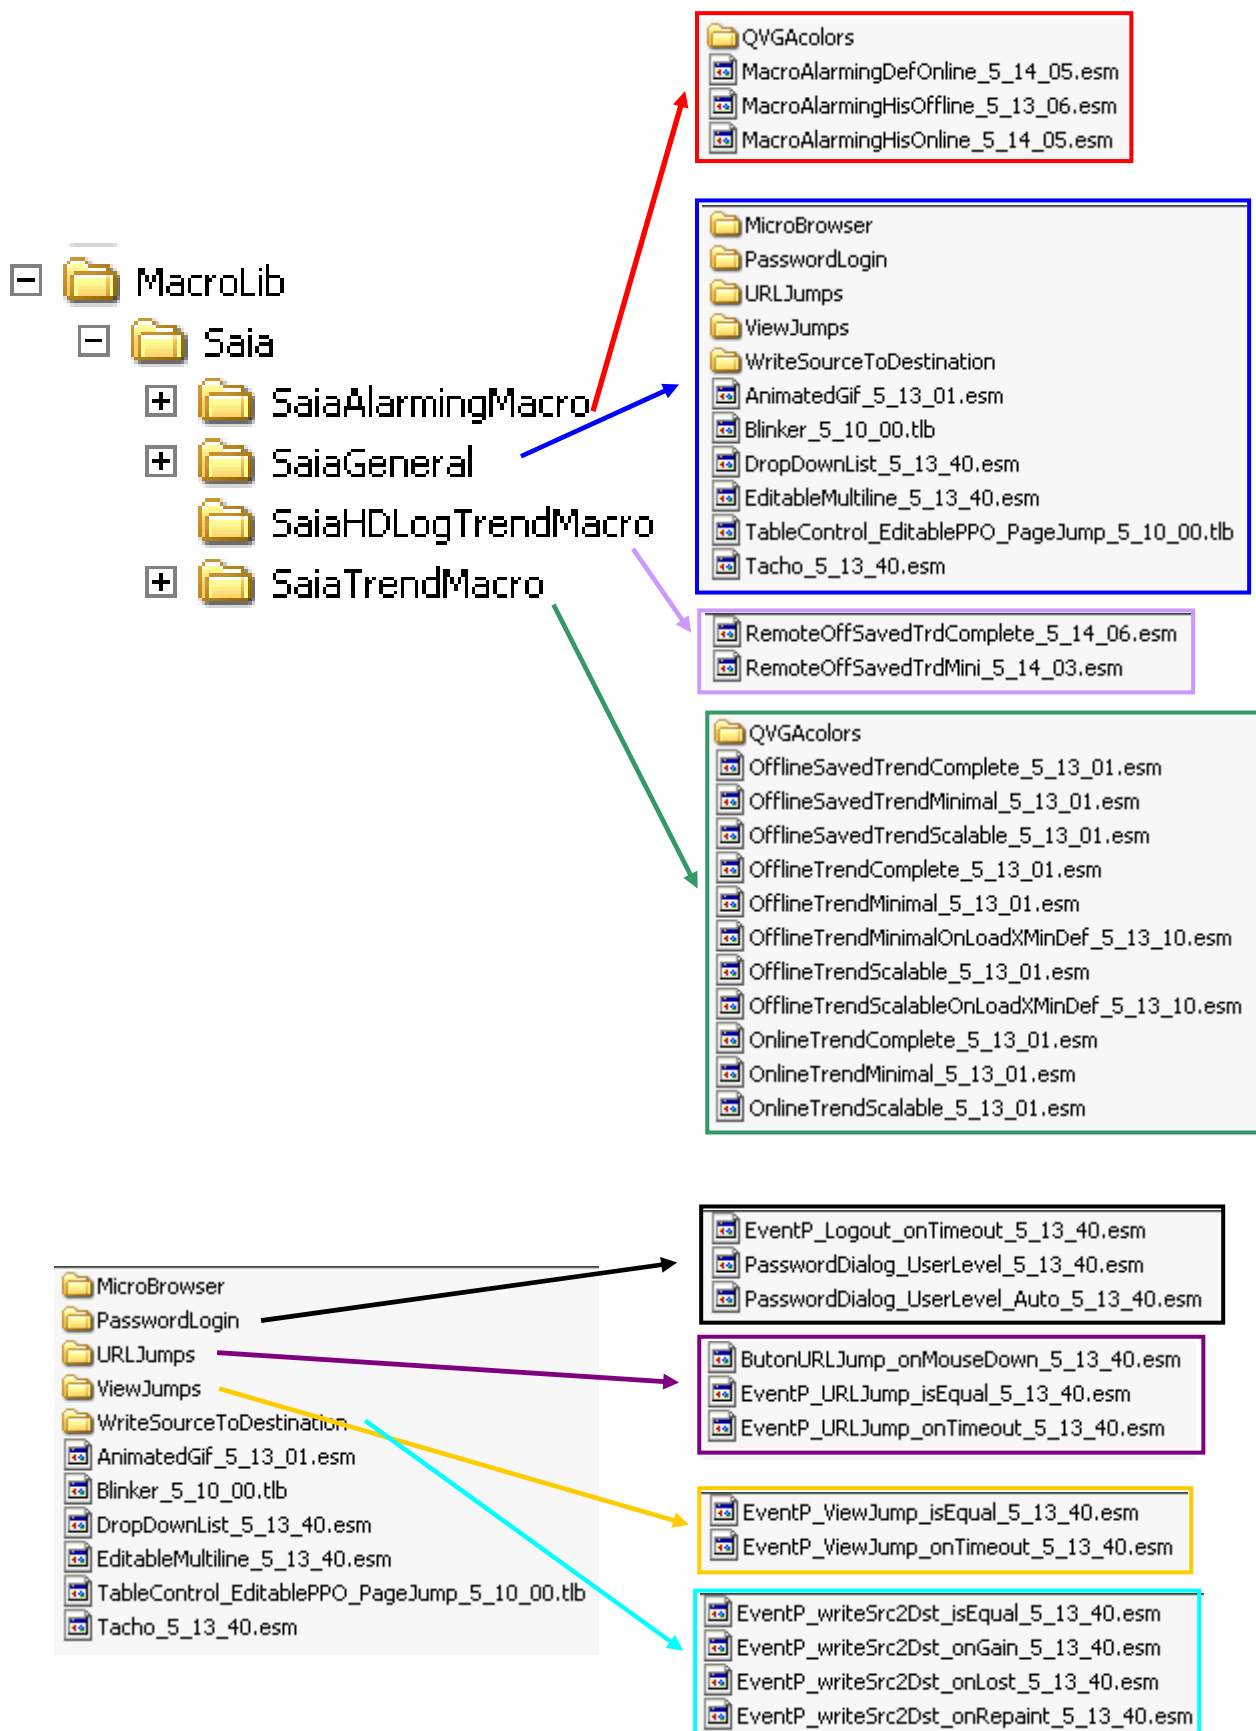 MacroLib
Saia
SaiaAlarmingMacro
SaiaGeneral
SaiaHDLogTrendMacro
SaiaTrendMacro
QVGAcolors
MacroAlarmingDefOnline_5_14_05.esm
MacroAlarmingHisOffline_5_13_06.esm
MacroAlarmingHisOnline_5_14_05.esm
MicroBrowser
PasswordLogin
URLJumps
ViewJumps
WriteSourceToDestination
AnimatedGif_5_13_01.esm
Blinker_5_10_00.tlb
DropDownList_5_13_40.esm
EditableMultiline_5_13_40.esm
TableControl_EditablePPO_PageJump_5_10_00.tlb
Tacho_5_13_40.esm
RemoteOffSavedTrdComplete_5_14_06.esm
RemoteOffSavedTrdMini_5_14_03.esm
QVGAcolors
OfflineSavedTrendComplete_5_13_01.esm
OfflineSavedTrendMinimal_5_13_01.esm
OfflineSavedTrendScalable_5_13_01.esm
OfflineTrendComplete_5_13_01.esm
OfflineTrendMinimal_5_13_01.esm
OfflineTrendMinimalOnLoadXMinDef_5_13_10.esm
OfflineTrendScalable_5_13_01.esm
OfflineTrendScalableOnLoadXMinDef_5_13_10.esm
OnlineTrendComplete_5_13_01.esm
OnlineTrendMinimal_5_13_01.esm
OnlineTrendScalable_5_13_01.esm
MicroBrowser
PasswordLogin
URLJumps
ViewJumps
WriteSourceToDestination
AnimatedGif_5_13_01.esm
Blinker_5_10_00.tlb
DropDownList_5_13_40.esm
EditableMultiline_5_13_40.esm
TableControl_EditablePPO_PageJump_5_10_00.tlb
Tacho_5_13_40.esm
EventP_Logout_onTimeout_5_13_40.esm
PasswordDialog_UserLevel_5_13_40.esm
PasswordDialog_UserLevel_Auto_5_13_40.esm
ButonURLJump_onMouseDown_5_13_40.esm
EventP_URLJump_isEqual_5_13_40.esm
EventP_URLJump_onTimeout_5_13_40.esm
EventP_ViewJump_isEqual_5_13_40.esm
EventP_ViewJump_onTimeout_5_13_40.esm
EventP_writeSrc2Dst_isEqual_5_13_40.esm
EventP_writeSrc2Dst_onGain_5_13_40.esm
EventP_writeSrc2Dst_onLost_5_13_40.esm
EventP_writeSrc2Dst_onRepaint_5_13_40.esm